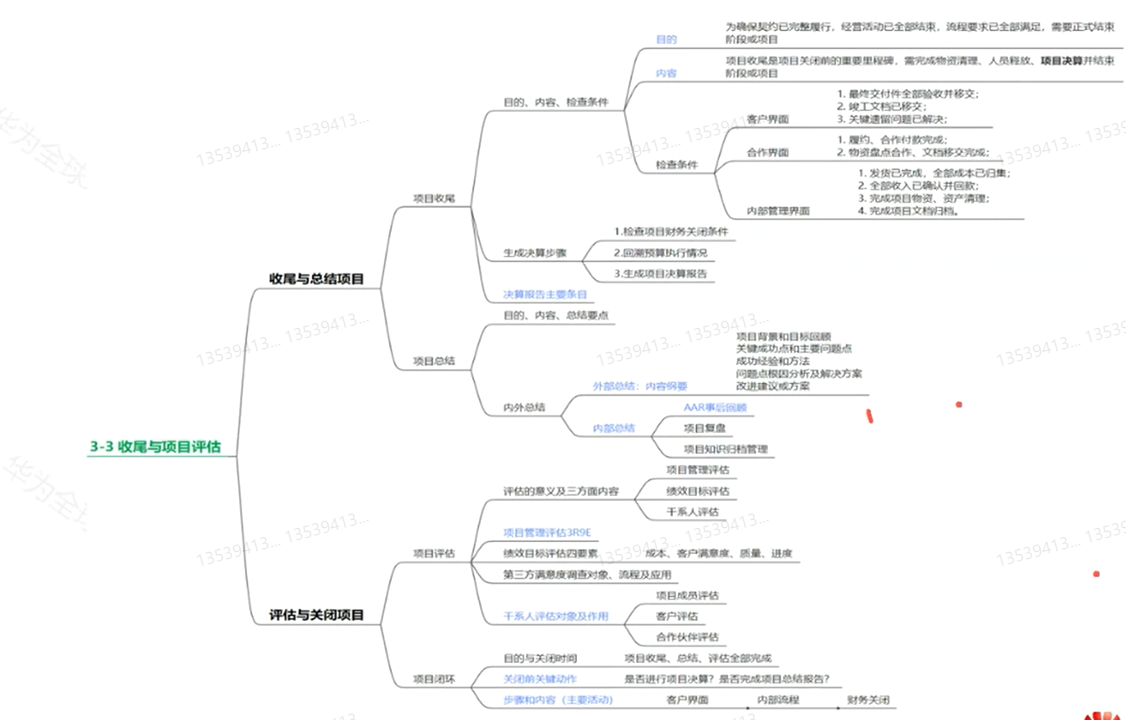 3-3 收尾与项目评估
收尾与总结项目
项目收尾
目的、内容、检查条件
目的
为确保契约已完整履行，经营活动已全部结束，流程要求已全部满足，需要正式结束
阶段或项目
内容
项目收尾是项目关闭前的重要里程碑，需完成物资清理、人员释放、项目决算并结束
阶段或项目
检查条件
客户界面
1. 最终交付件全部验收并移交；
2. 竣工文档已移交；
3. 关键遗留问题已解决；
合作界面
1. 履约、合作付款完成；
2. 物资盘点合作、文档移交完成；
内部管理界面
1. 发货已完成，全部成本已归集；
2. 全部收入已确认并回款；
3. 完成项目物资、资产清理；
4. 完成项目文档归档。
生成决算步骤
1.检查项目财务关闭条件
2.回溯预算执行情况
3.生成项目决算报告
决算报告主要条目
项目总结
目的、内容、总结要点
内外总结
外部总结：内容纲要
项目背景和目标回顾
关键成功点和主要问题点
成功经验和方法
问题点根因分析及解决方案
改进建议或方案
内部总结
AAR事后回顾
项目复盘
项目知识归档管理
评估与关闭项目
项目评估
评估的意义及三方面内容
项目管理评估
绩效目标评估
干系人评估
项目管理评估3R9E
绩效目标评估四要素
成本、客户满意度、质量、进度
第三方满意度调查对象、流程及应用
干系人评估对象及作用
项目成员评估
客户评估
合作伙伴评估
项目闭环
目的与关闭时间
项目收尾、总结、评估全部完成
关闭前关键动作
是否进行项目决算？是否完成项目总结报告？
步骤和内容（主要活动）
客户界面
内部流程
财务关闭
13539413... 13539413...
13539413... 13539413...
13539413... 13539413...
13539413... 13539413...
13539413... 13539413...
13539413... 13539413...
华为全球
华为全